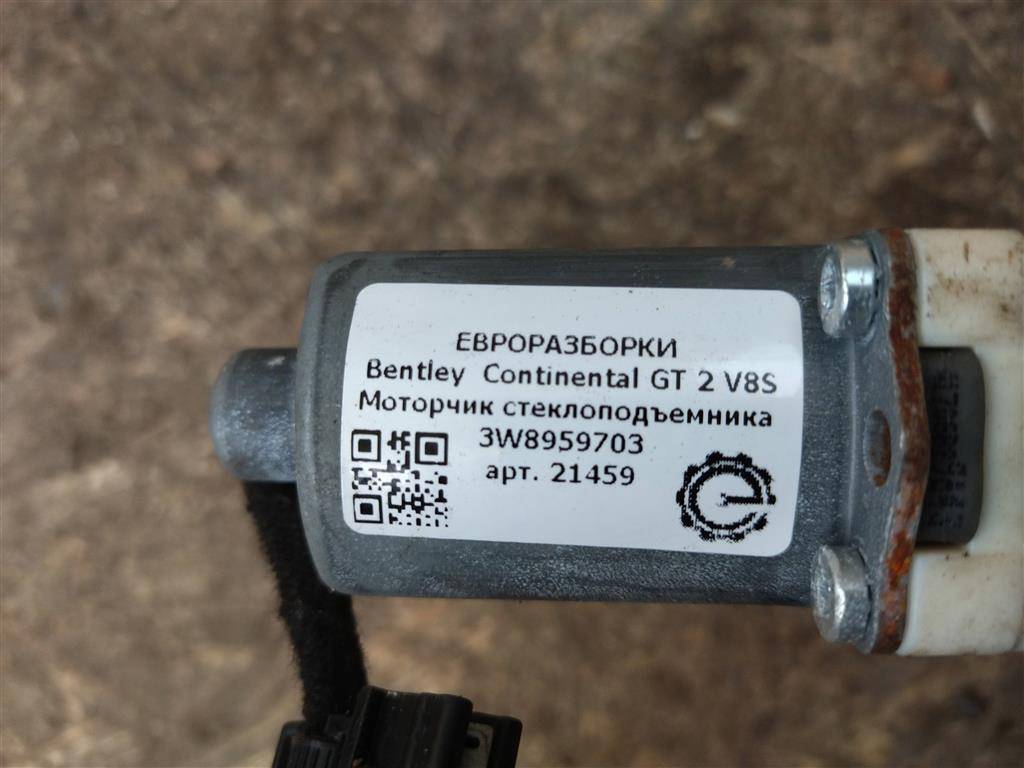 ЕВРОРАЗБОРКИ
Bentley Continental GT 2 V8S
Моторчик стеклоподъемника
3W8959703
арт. 21459